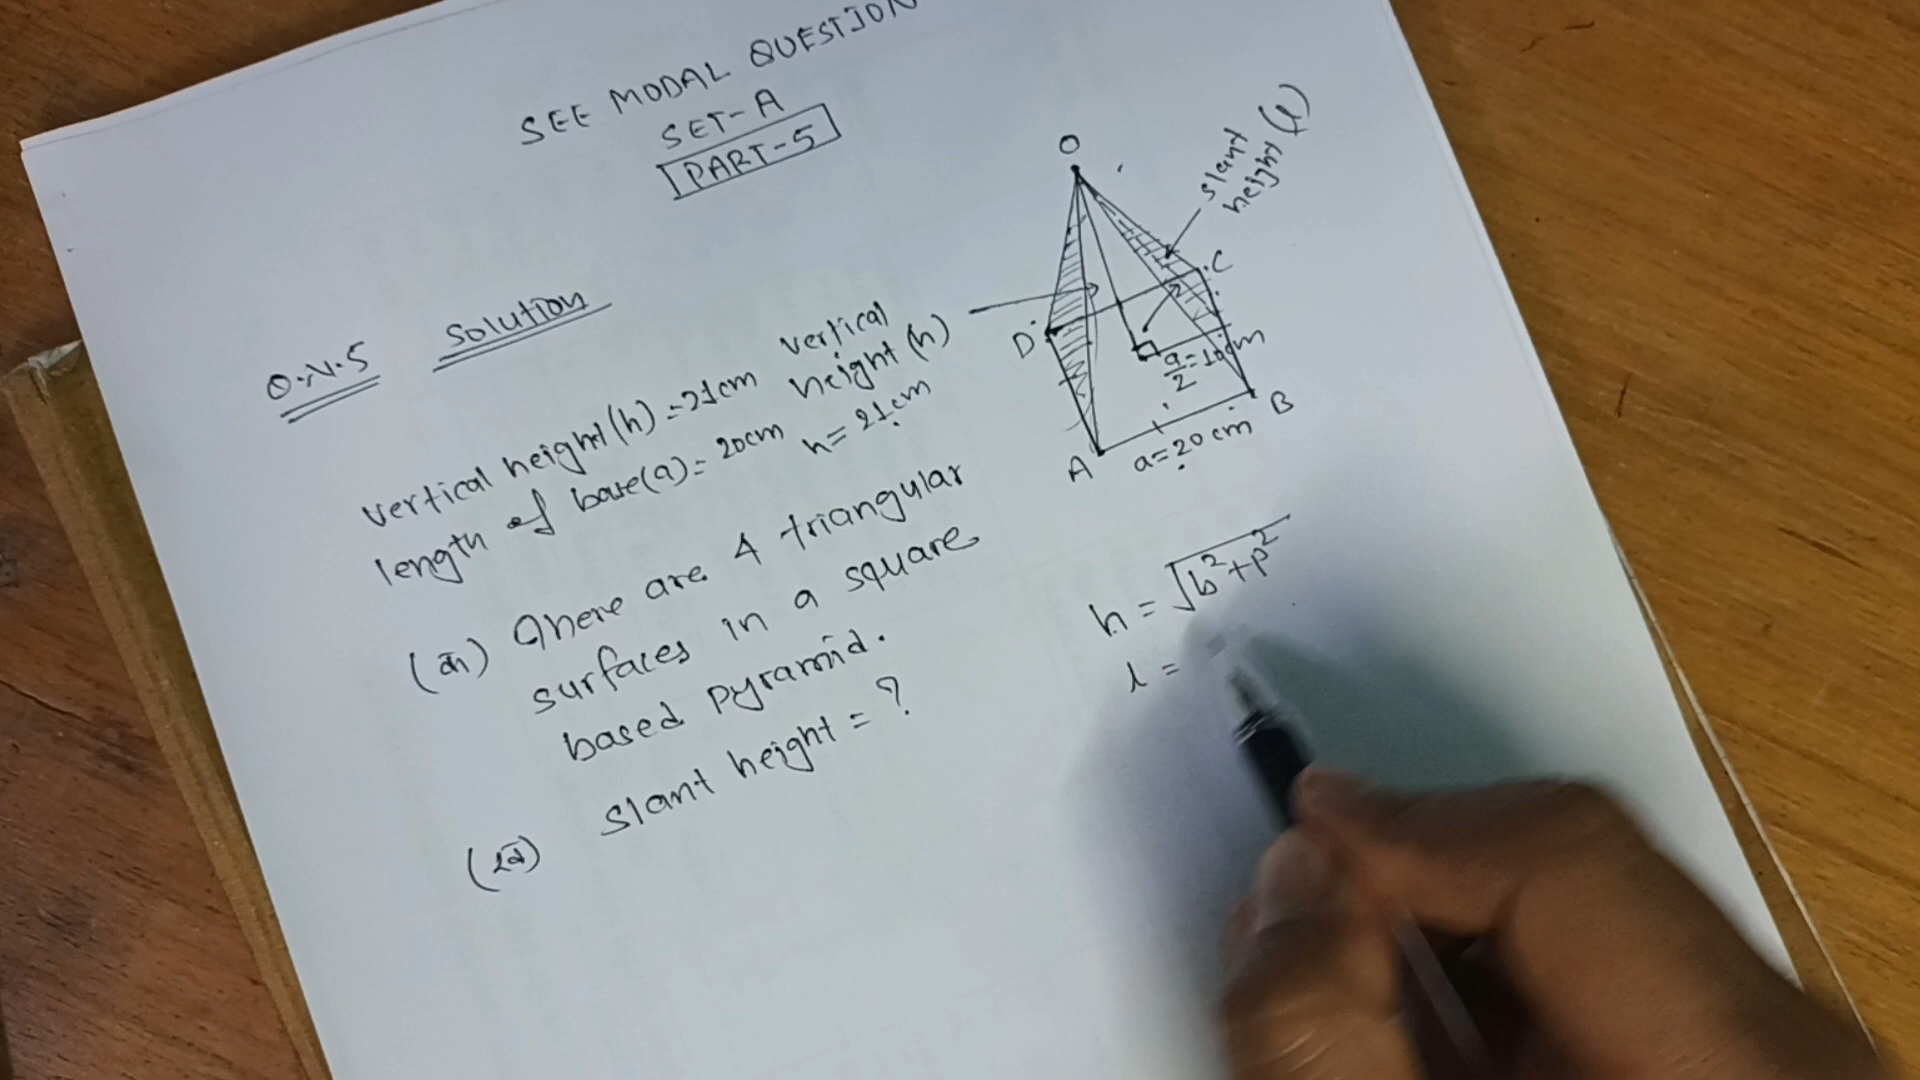 SEE MODAL QUESTION
SET-A
PART-5
Q.N.5 Solution
vertical height(h) = 21cm
length of base(a) = 20cm
(क) There are 4 triangular
surfaces in a square
based pyramid.
(ख) slant height = ?
vertical
height (h)
h = 21cm
O
slant
height (l)
C
D
a/2 = 10cm
B
A
a = 20 cm
h = √b²+p²
l =